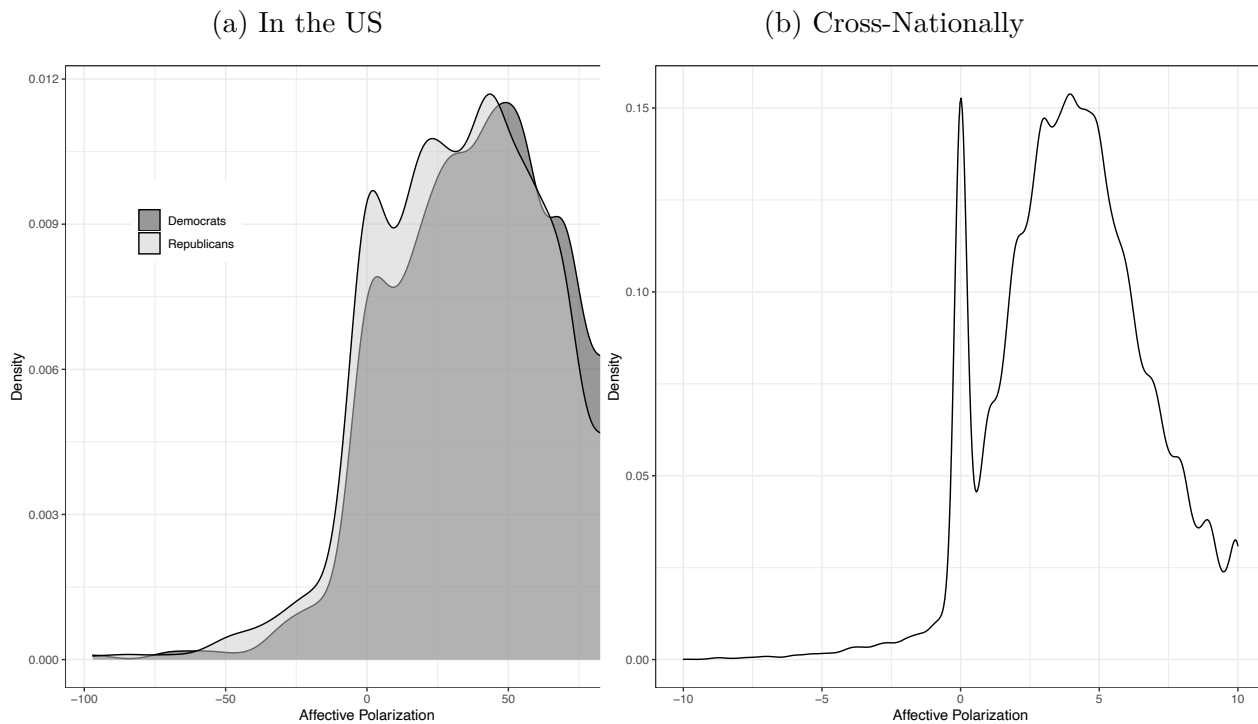 (a) In the US
0.012
0.009
0.006
0.003
0.000
Density
Democrats
Republicans
−100
−50
0
50
Affective Polarization
(b) Cross-Nationally
0.15
0.10
0.05
0.00
Density
−10
−5
0
5
10
Affective Polarization